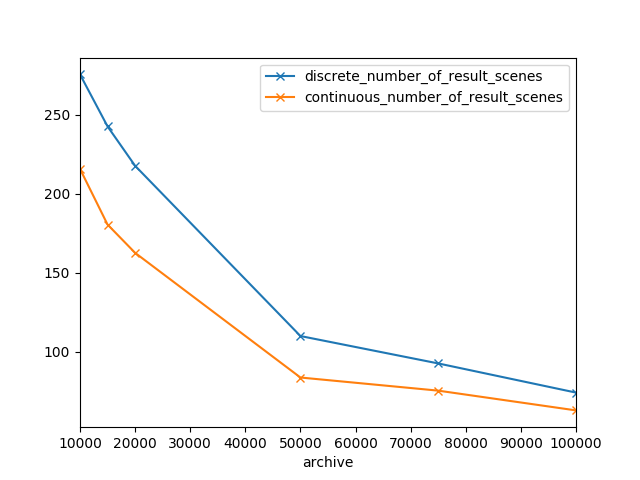 discrete_number_of_result_scenes
continuous_number_of_result_scenes
250
200
150
100
10000 20000 30000 40000 50000 60000 70000 80000 90000 100000
archive